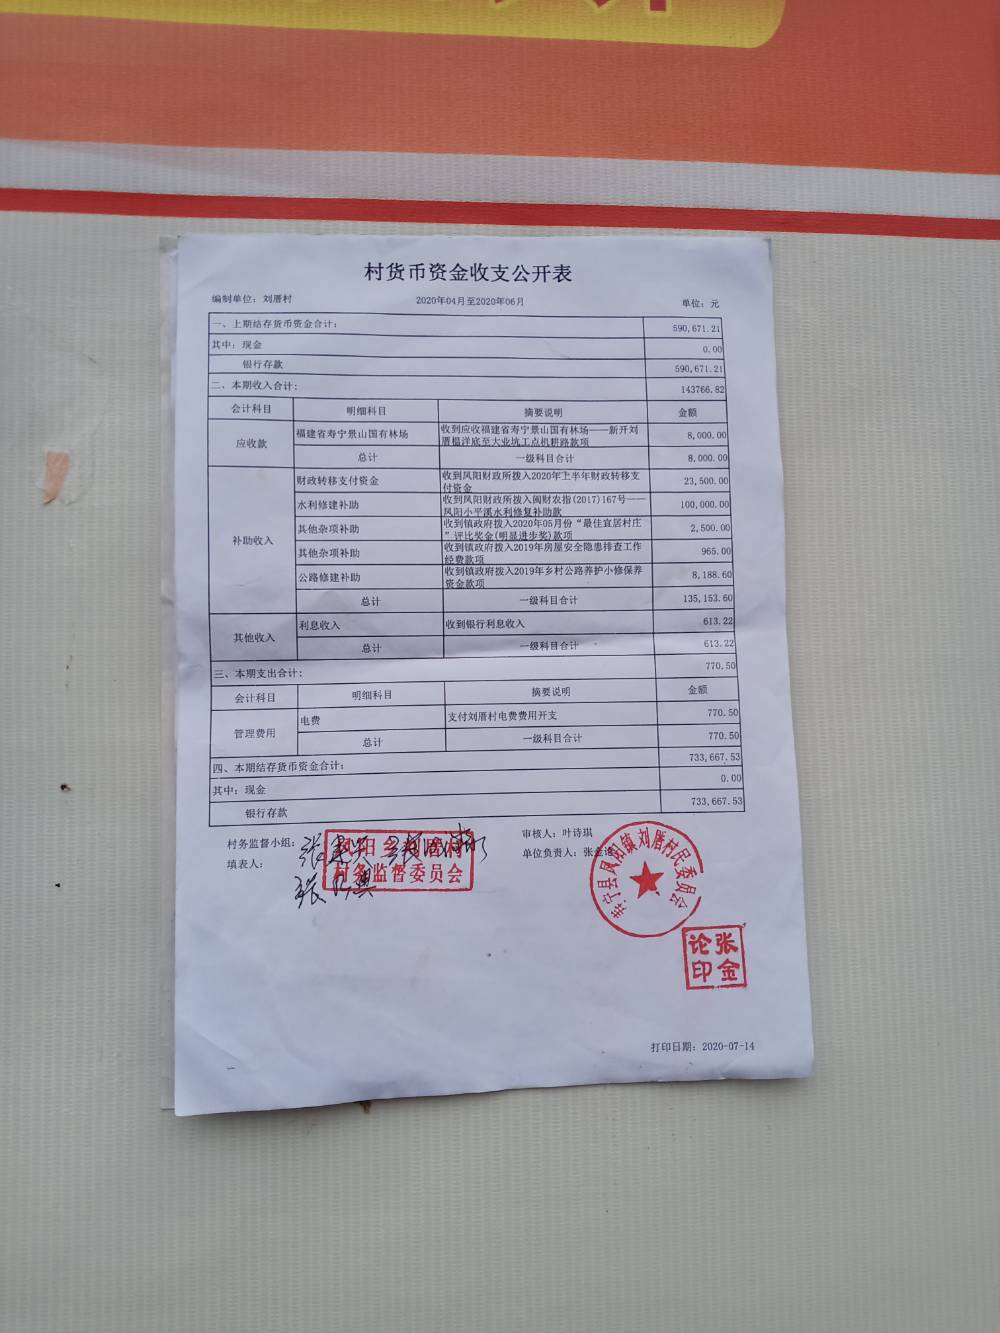 村货币资金收支公开表
编制单位：刘厝村 2020年04月至2020年06月 单位：元
一、上期结存货币资金合计： 590,671.21
其中：现金 0.00
银行存款 590,671.21
二、本期收入合计： 143766.82
会计科目 明细科目 摘要说明 金额
应收款 福建省寿宁景山国有林场 收到应收福建省寿宁景山国有林场——新开刘
厝榅洋底至大业坑工点机耕路款项 8,000.00
总计 一级科目合计 8,000.00
补助收入 财政转移支付资金 收到凤阳财政所拨入2020年上半年财政转移支
付资金 23,500.00
水利修建补助 收到凤阳财政所拨入闽财农指(2017)167号——
凤阳小平溪水利修复补助款 100,000.00
其他杂项补助 收到镇政府拨入2020年05月份“最佳宜居村庄
”评比奖金(明显进步奖)款项 2,500.00
其他杂项补助 收到镇政府拨入2019年房屋安全隐患排查工作
经费款项 965.00
公路修建补助 收到镇政府拨入2019年乡村公路养护小修保养
资金款项 8,188.60
总计 一级科目合计 135,153.60
其他收入 利息收入 收到银行利息收入 613.22
总计 一级科目合计 613.22
三、本期支出合计： 770.50
会计科目 明细科目 摘要说明 金额
管理费用 电费 支付刘厝村电费费用开支 770.50
总计 一级科目合计 770.50
四、本期结存货币资金合计： 733,667.53
其中：现金 0.00
银行存款 733,667.53
村务监督小组： 审核人：叶诗琪
填表人： 单位负责人：张金论
凤阳乡刘厝村
村务监督委员会
寿宁县凤阳镇刘厝村民委员会
张金
论印
打印日期：2020-07-14